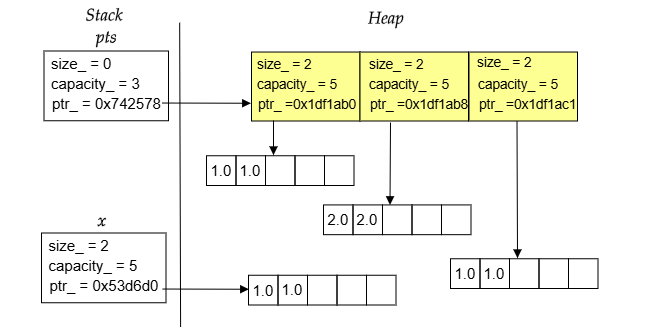 Stack
Heap
pts
size_ = 0
capacity_ = 3
ptr_ = 0x742578
size_ = 2
capacity_ = 5
ptr_ =0x1df1ab0
size_ = 2
capacity_ = 5
ptr_ =0x1df1ab8
size_ = 2
capacity_ = 5
ptr_ =0x1df1ac1
1.0 1.0
2.0 2.0
1.0 1.0
x
size_ = 2
capacity_ = 5
ptr_ = 0x53d6d0
1.0 1.0